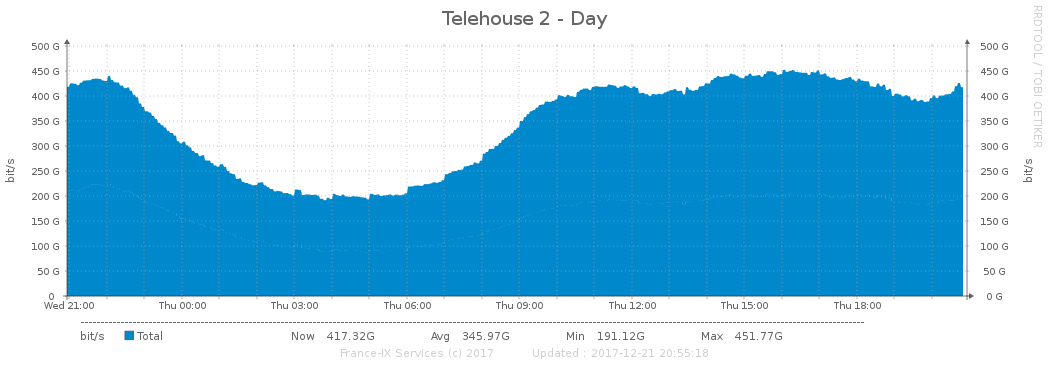 Telehouse 2 - Day
RRDTOOL / TOBI OETIKER
500 G 500 G
450 G 450 G
400 G 400 G
350 G 350 G
300 G 300 G
250 G 250 G
200 G 200 G
150 G 150 G
100 G 100 G
50 G 50 G
0 0 G
bit/s bit/s
Wed 21:00 Thu 00:00 Thu 03:00 Thu 06:00 Thu 09:00 Thu 12:00 Thu 15:00 Thu 18:00
bit/s Total Now 417.32G Avg 345.97G Min 191.12G Max 451.77G
France-IX Services (c) 2017 Updated : 2017-12-21 20:55:18